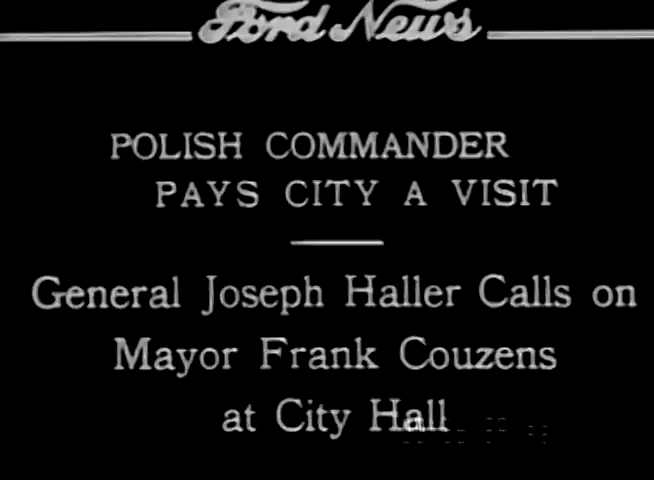 Ford News
POLISH COMMANDER
PAYS CITY A VISIT
General Joseph Haller Calls on
Mayor Frank Couzens
at City Hall